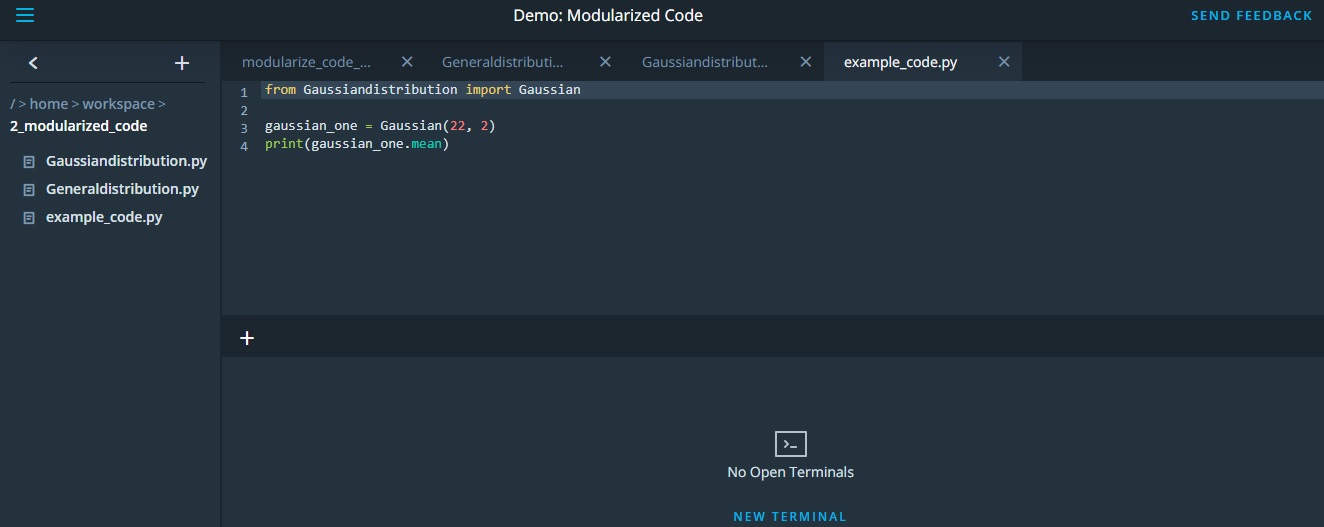 Demo: Modularized Code
SEND FEEDBACK
modularize_code_...
Generaldistributi...
Gaussiandistribut...
example_code.py
/ > home > workspace >
2_modularized_code
Gaussiandistribution.py
Generaldistribution.py
example_code.py
1 from Gaussiandistribution import Gaussian
2
3 gaussian_one = Gaussian(22, 2)
4 print(gaussian_one.mean)
No Open Terminals
NEW TERMINAL